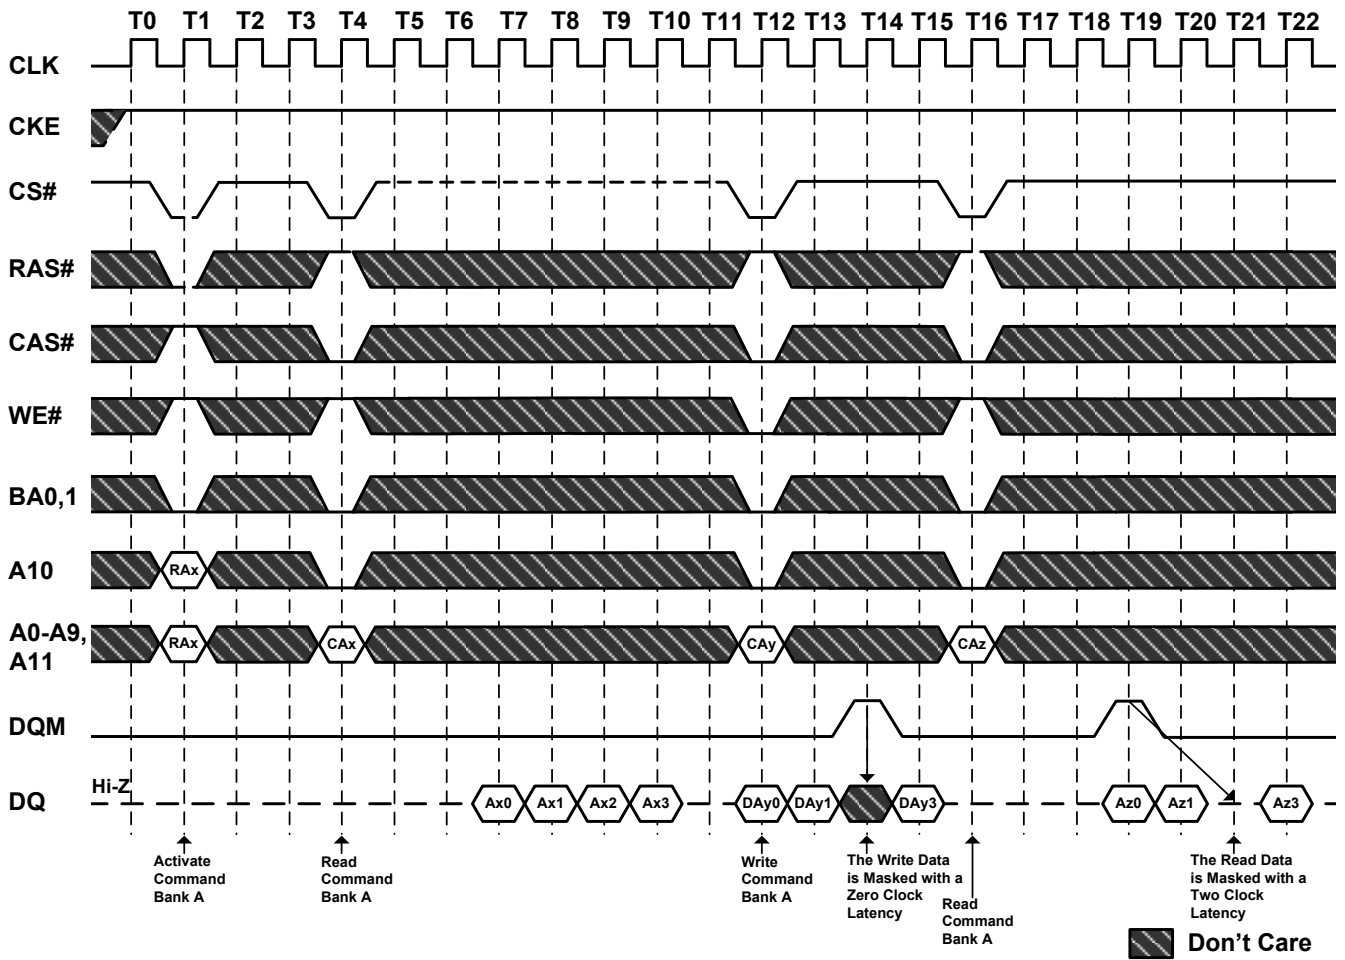 T0 T1 T2 T3 T4 T5 T6 T7 T8 T9 T10 T11 T12 T13 T14 T15 T16 T17 T18 T19 T20 T21 T22
CLK
CKE
CS#
RAS#
CAS#
WE#
BA0,1
A10
RAx
A0-A9,
A11
RAx CAx CAy CAz
DQM
Hi-Z
DQ
Ax0 Ax1 Ax2 Ax3 DAy0 DAy1 DAy3 Az0 Az1 Az3
Activate
Command
Bank A
Read
Command
Bank A
Write
Command
Bank A
The Write Data
is Masked with a
Zero Clock
Latency
Read
Command
Bank A
The Read Data
is Masked with a
Two Clock
Latency
Don't Care